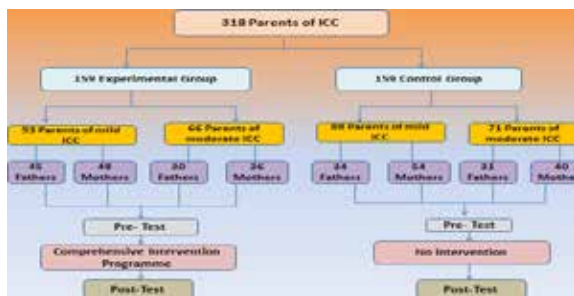 318 Parents of ICC
159 Experimental Group
159 Control Group
93 Parents of mild
ICC
66 Parents of
moderate ICC
88 Parents of mild
ICC
71 Parents of
moderate ICC
45
Fathers
48
Mothers
30
Fathers
36
Mothers
34
Fathers
54
Mothers
31
Fathers
40
Mothe
Pre- Test
Pre- Test
Comprehensive Intervention
Programme
No Intervention
Post-Test
Post-Test